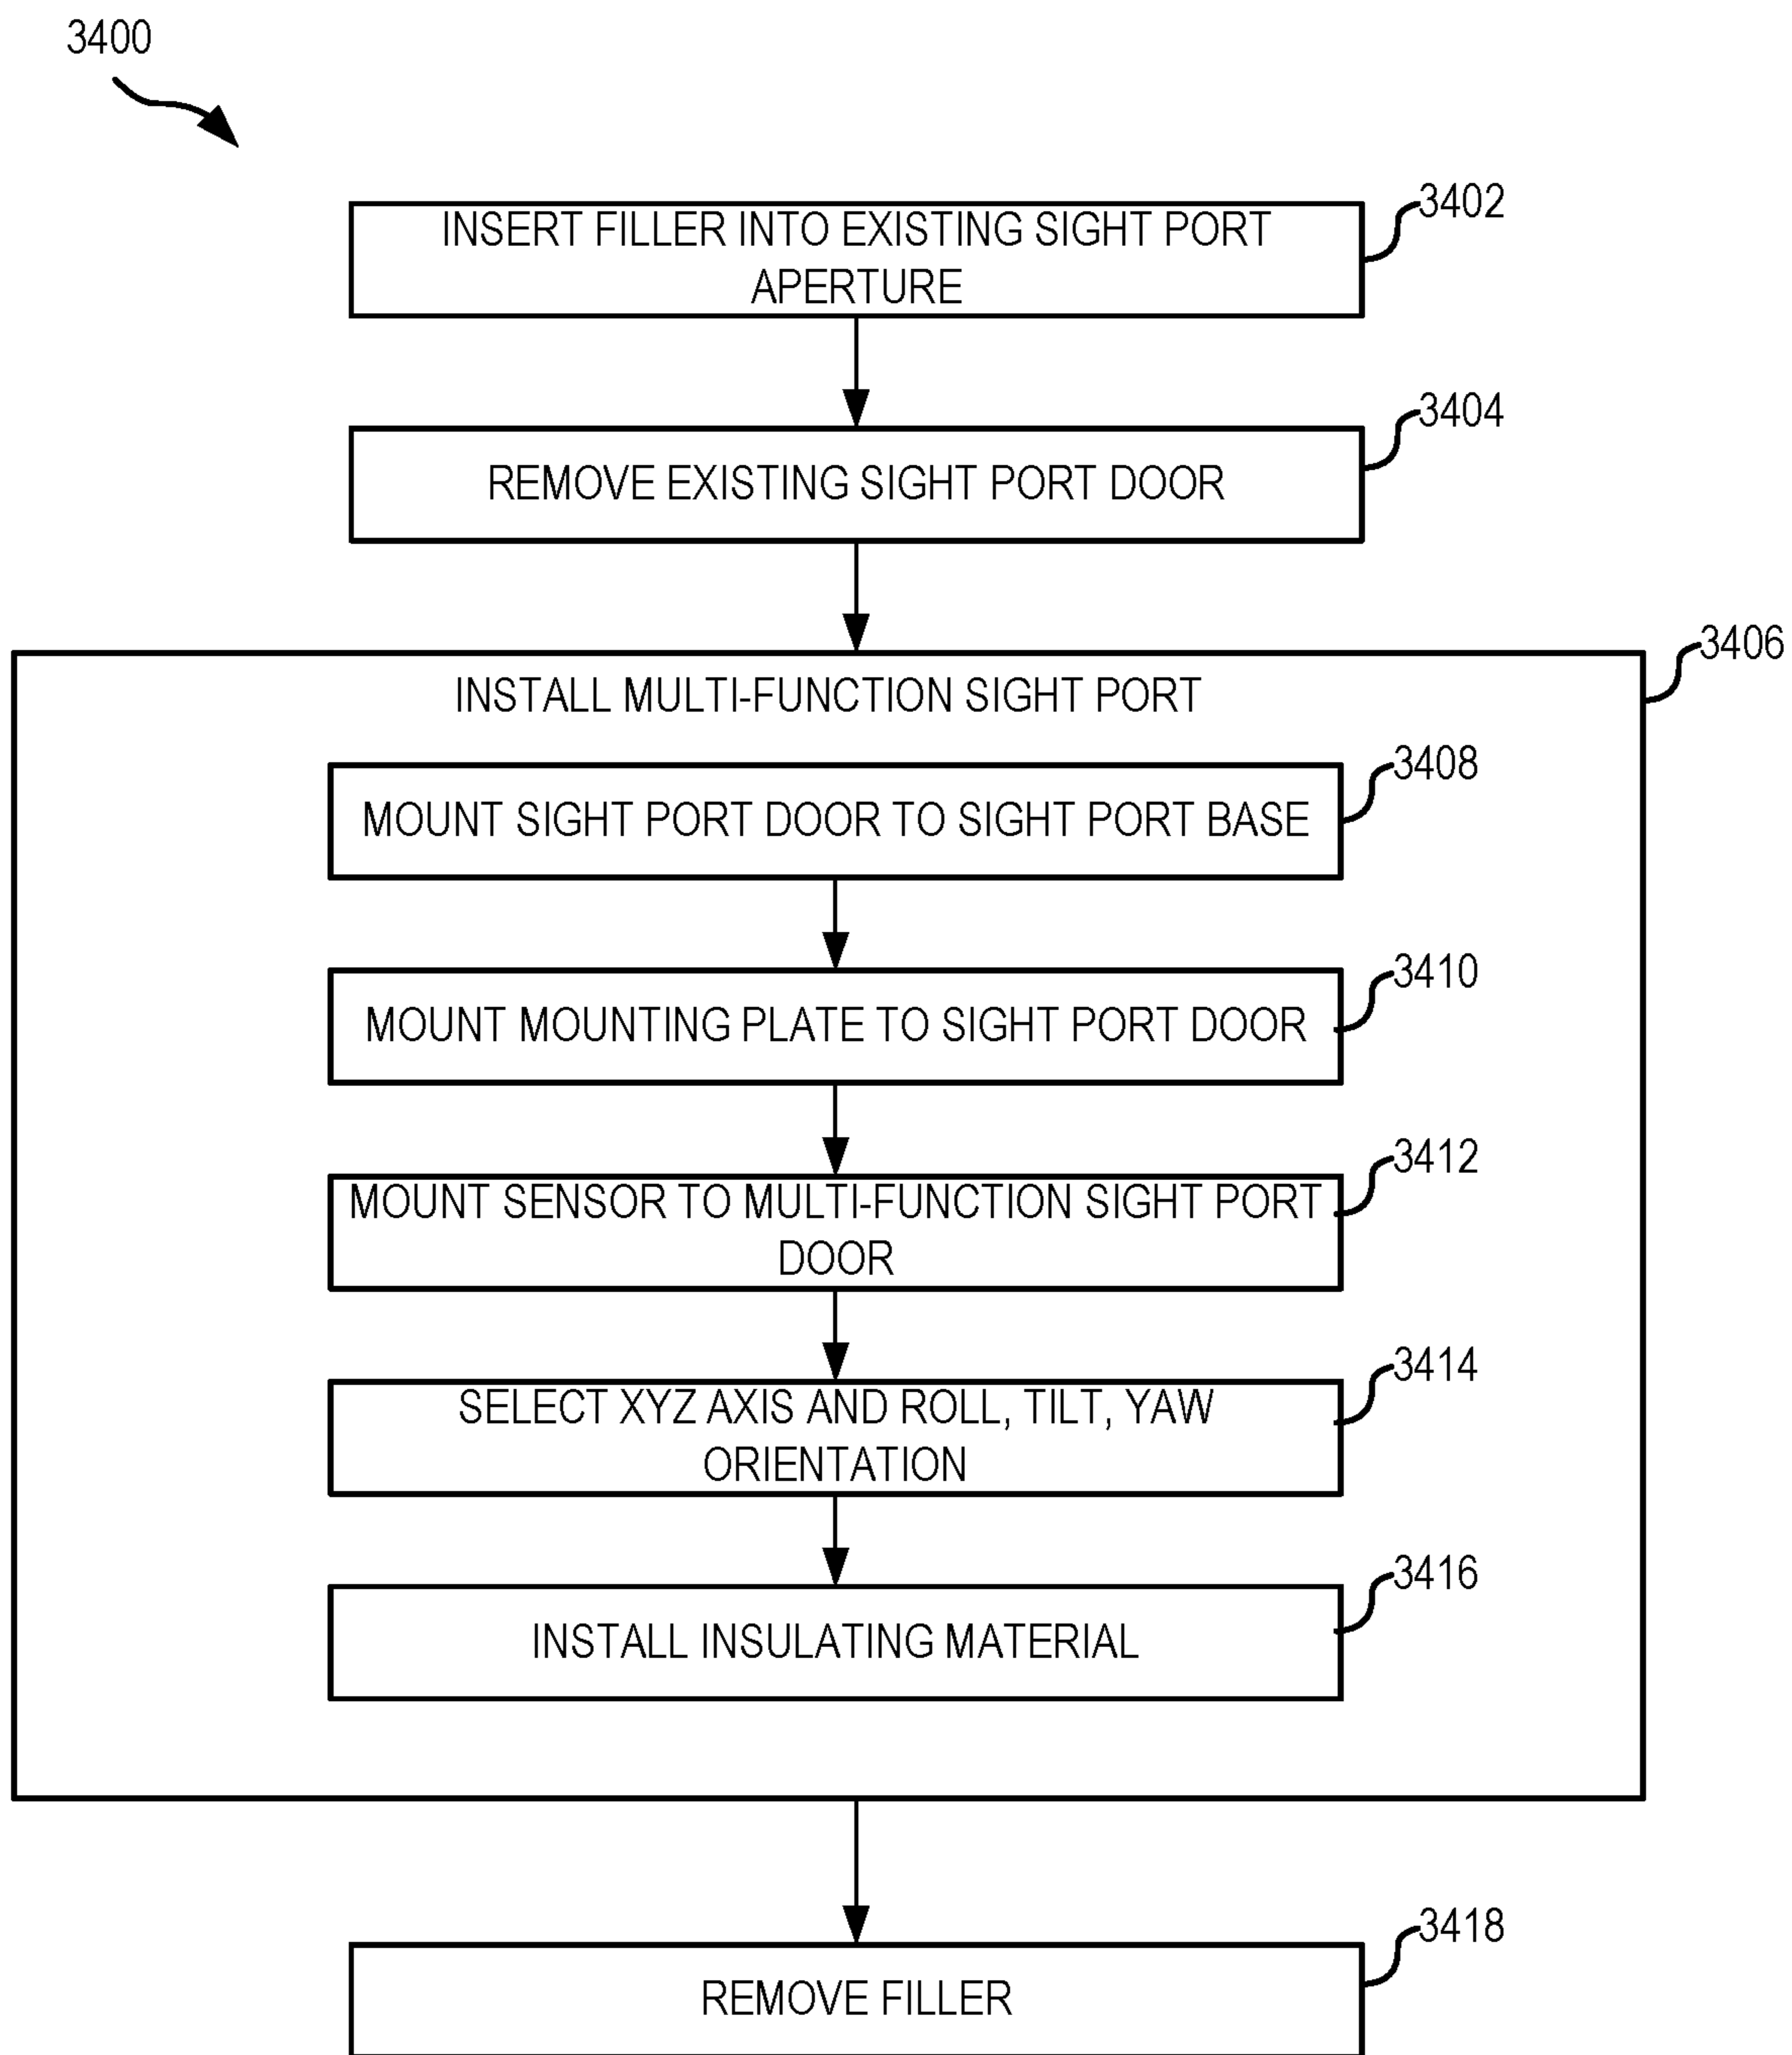 3400
INSERT FILLER INTO EXISTING SIGHT PORT
APERTURE
3402
REMOVE EXISTING SIGHT PORT DOOR
3404
INSTALL MULTI-FUNCTION SIGHT PORT
3406
MOUNT SIGHT PORT DOOR TO SIGHT PORT BASE
3408
MOUNT MOUNTING PLATE TO SIGHT PORT DOOR
3410
MOUNT SENSOR TO MULTI-FUNCTION SIGHT PORT
DOOR
3412
SELECT XYZ AXIS AND ROLL, TILT, YAW
ORIENTATION
3414
INSTALL INSULATING MATERIAL
3416
REMOVE FILLER
3418